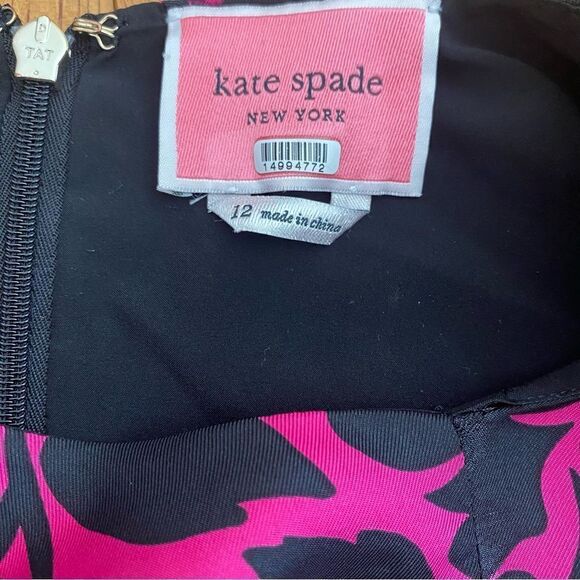 TAT
kate spade
NEW YORK
14994772
12 made in china